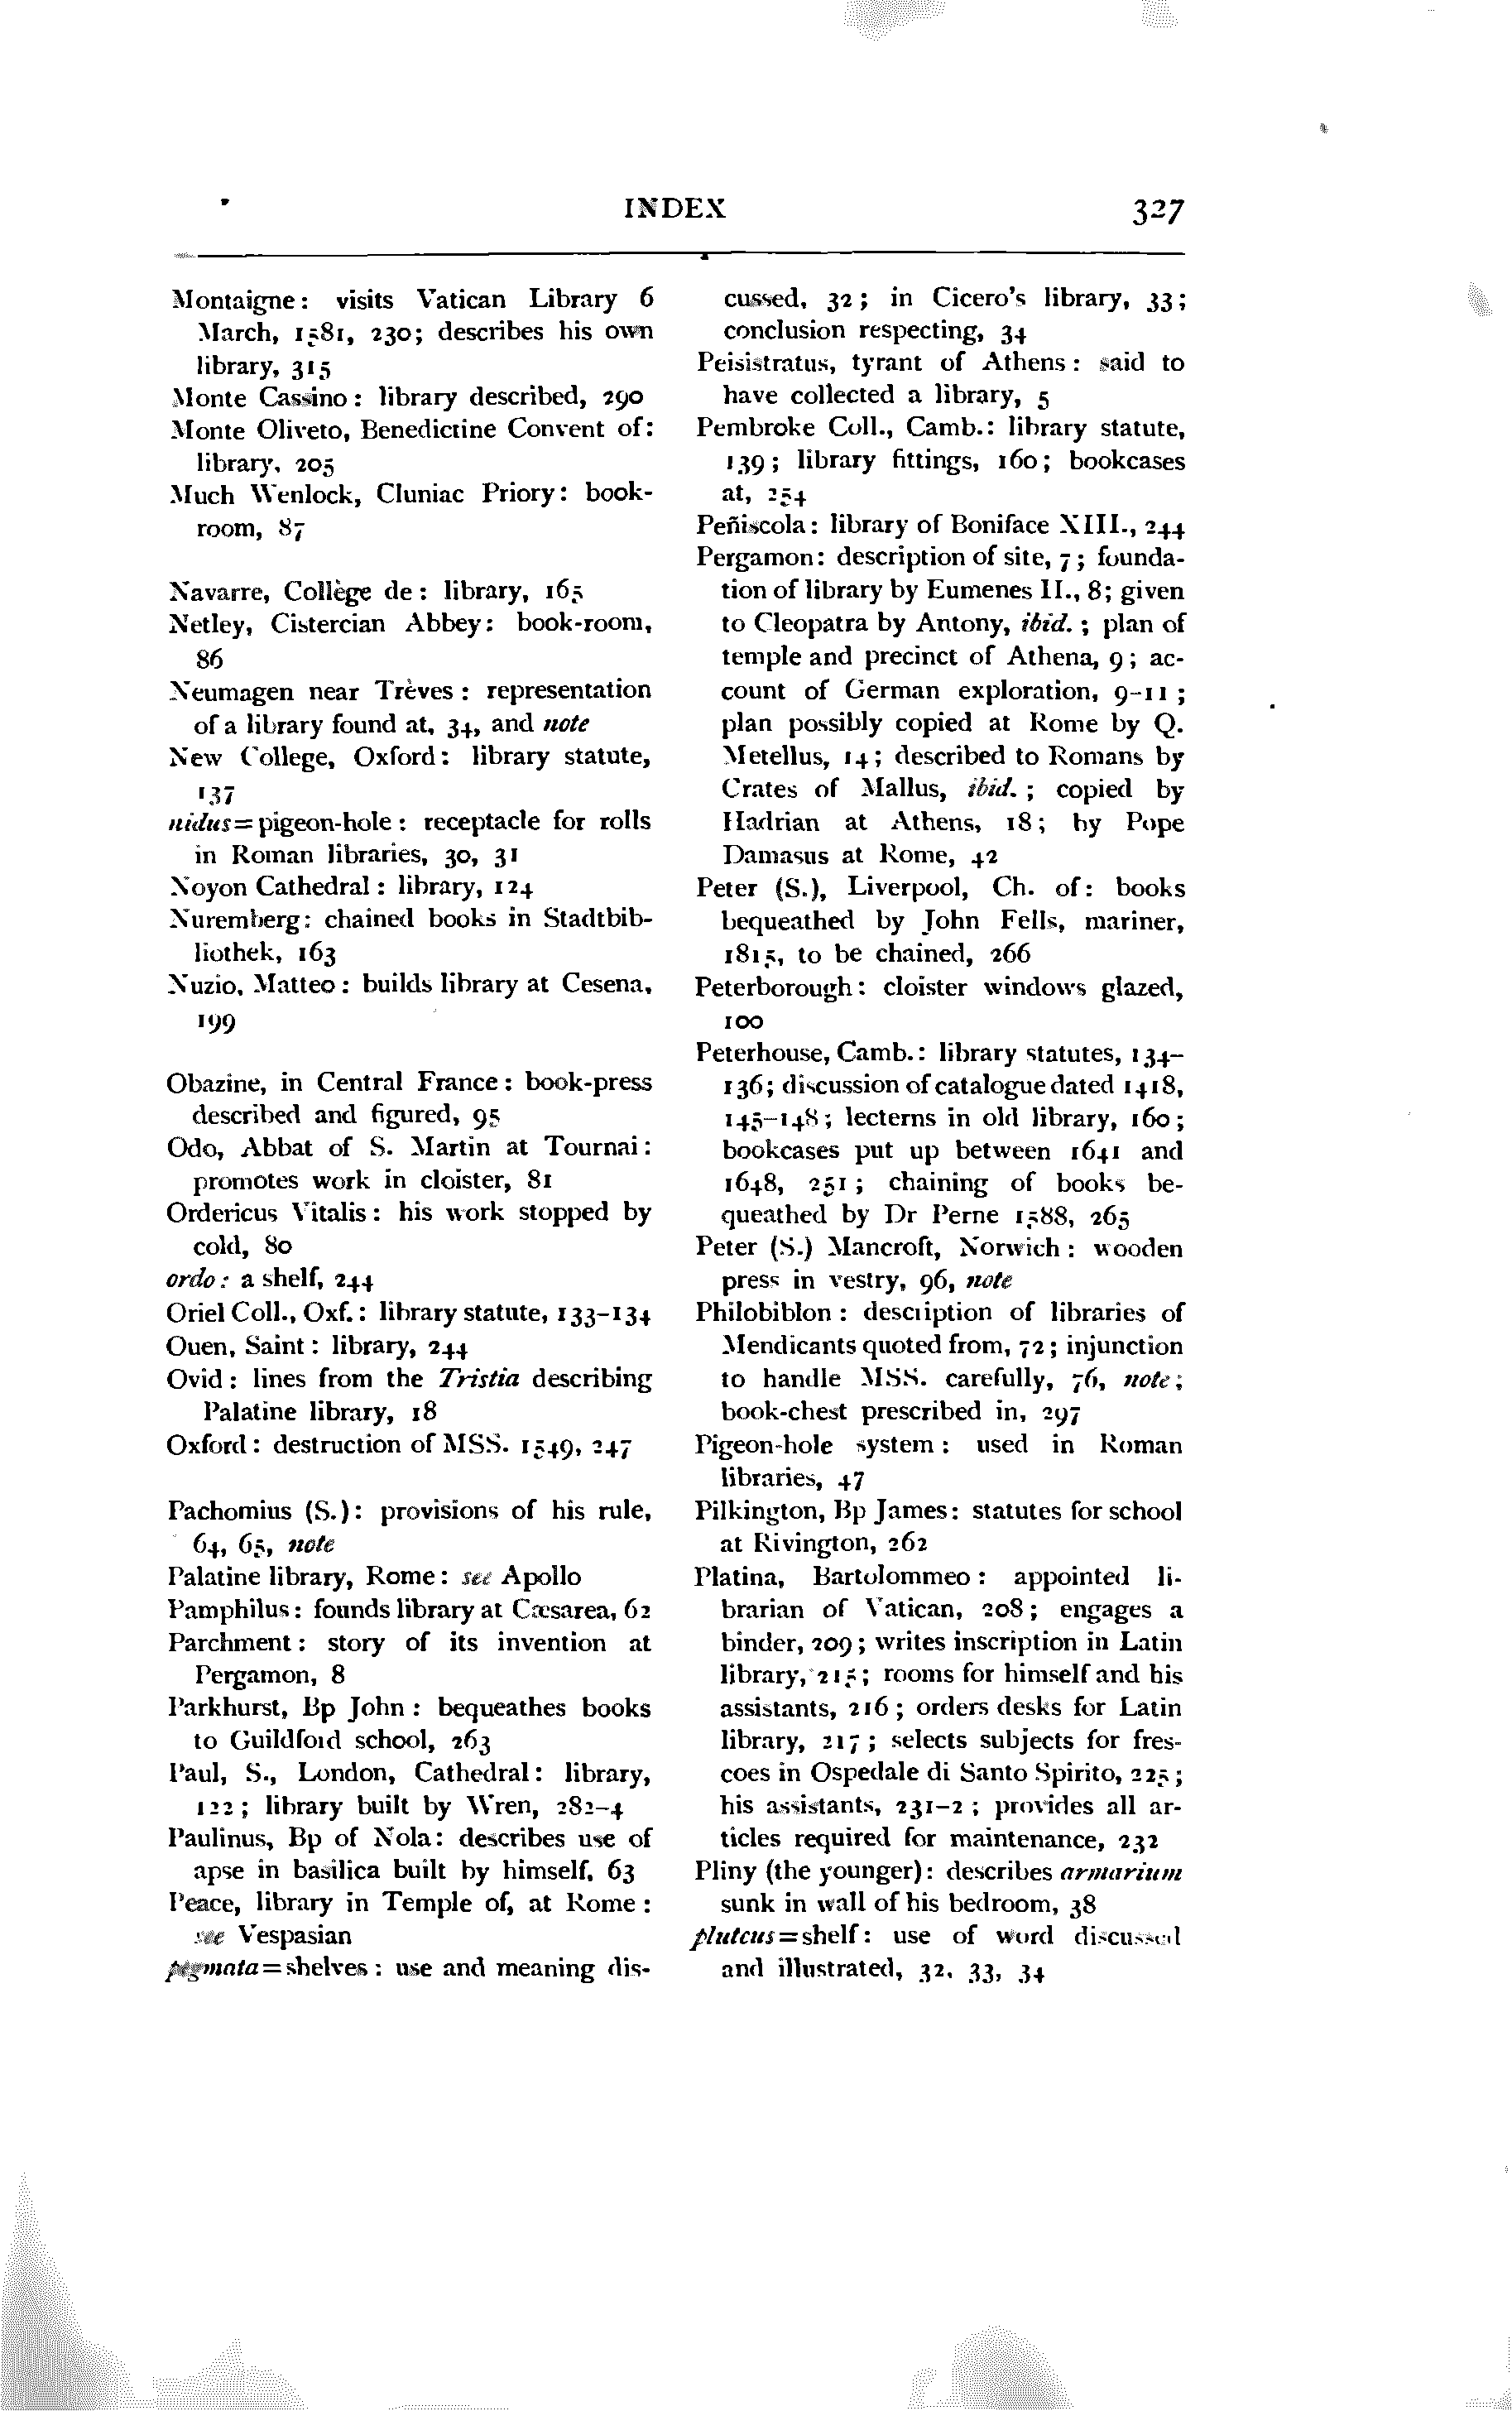 INDEX 327
Montaigne: visits Vatican Library 6
March, 1581, 230; describes his own
library, 315
Monte Cassino: library described, 290
Monte Oliveto, Benedictine Convent of:
library, 205
Much Wenlock, Cluniac Priory: book-
room, 87
Navarre, Collège de: library, 165
Netley, Cistercian Abbey: book-room,
86
Neumagen near Trèves: representation
of a library found at, 34, and note
New College, Oxford: library statute,
137
nidus=pigeon-hole: receptacle for rolls
in Roman libraries, 30, 31
Noyon Cathedral: library, 124
Nuremberg: chained books in Stadtbib-
liothek, 163
Nuzio, Matteo: builds library at Cesena,
199
Obazine, in Central France: book-press
described and figured, 95
Odo, Abbat of S. Martin at Tournai:
promotes work in cloister, 81
Ordericus Vitalis: his work stopped by
cold, 80
ordo: a shelf, 244
Oriel Coll., Oxf.: library statute, 133-134
Ouen, Saint: library, 244
Ovid: lines from the Tristia describing
Palatine library, 18
Oxford: destruction of MSS. 1549, 247
Pachomius (S.): provisions of his rule,
64, 65, note
Palatine library, Rome: see Apollo
Pamphilus: founds library at Cæsarea, 62
Parchment: story of its invention at
Pergamon, 8
Parkhurst, Bp John: bequeathes books
to Guildford school, 263
Paul, S., London, Cathedral: library,
122; library built by Wren, 282-4
Paulinus, Bp of Nola: describes use of
apse in basilica built by himself, 63
Peace, library in Temple of, at Rome:
see Vespasian
pegmata=shelves: use and meaning dis-
cussed, 32; in Cicero's library, 33;
conclusion respecting, 34
Peisistratus, tyrant of Athens: said to
have collected a library, 5
Pembroke Coll., Camb.: library statute,
139; library fittings, 160; bookcases
at, 254
Peñiscola: library of Boniface XIII., 244
Pergamon: description of site, 7; founda-
tion of library by Eumenes II., 8; given
to Cleopatra by Antony, ibid.; plan of
temple and precinct of Athena, 9; ac-
count of German exploration, 9-11;
plan possibly copied at Rome by Q.
Metellus, 14; described to Romans by
Crates of Mallus, ibid.; copied by
Hadrian at Athens, 18; by Pope
Damasus at Rome, 42
Peter (S.), Liverpool, Ch. of: books
bequeathed by John Fells, mariner,
1815, to be chained, 266
Peterborough: cloister windows glazed,
100
Peterhouse, Camb.: library statutes, 134-
136; discussion of catalogue dated 1418,
145-148; lecterns in old library, 160;
bookcases put up between 1641 and
1648, 251; chaining of books be-
queathed by Dr Perne 1588, 265
Peter (S.) Mancroft, Norwich: wooden
press in vestry, 96, note
Philobiblon: description of libraries of
Mendicants quoted from, 72; injunction
to handle MSS. carefully, 76, note;
book-chest prescribed in, 297
Pigeon-hole system: used in Roman
libraries, 47
Pilkington, Bp James: statutes for school
at Rivington, 262
Platina, Bartolommeo: appointed li-
brarian of Vatican, 208; engages a
binder, 209; writes inscription in Latin
library, 215; rooms for himself and his
assistants, 216; orders desks for Latin
library, 217; selects subjects for fres-
coes in Ospedale di Santo Spirito, 225;
his assistants, 231-2; provides all ar-
ticles required for maintenance, 232
Pliny (the younger): describes armarium
sunk in wall of his bedroom, 38
pluteus=shelf: use of word discussed
and illustrated, 32, 33, 34